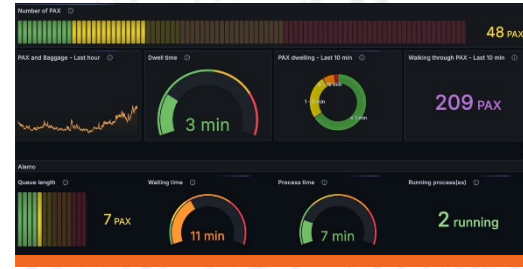 Number of PAX
48 PAX
PAX and Baggage - Last hour
Dwell time
PAX dwelling - Last 10 min
Walking through PAX - Last 10 min
3 min
209 PAX
Alamo
Queue length
Waiting time
Process time
Running process(es)
7 PAX
11 min
7 min
2 running